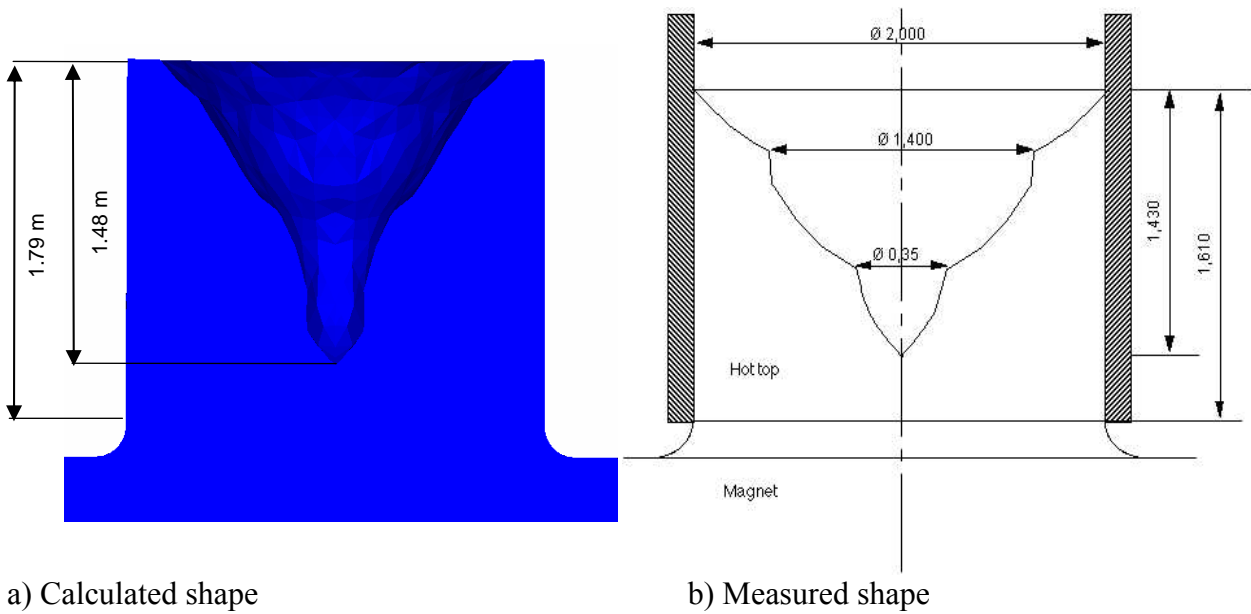 1.79 m
1.48 m
Ø 2,000
Ø 1,400
Ø 0,35
1,430
1,610
Hot top
Magnet
a) Calculated shape
b) Measured shape